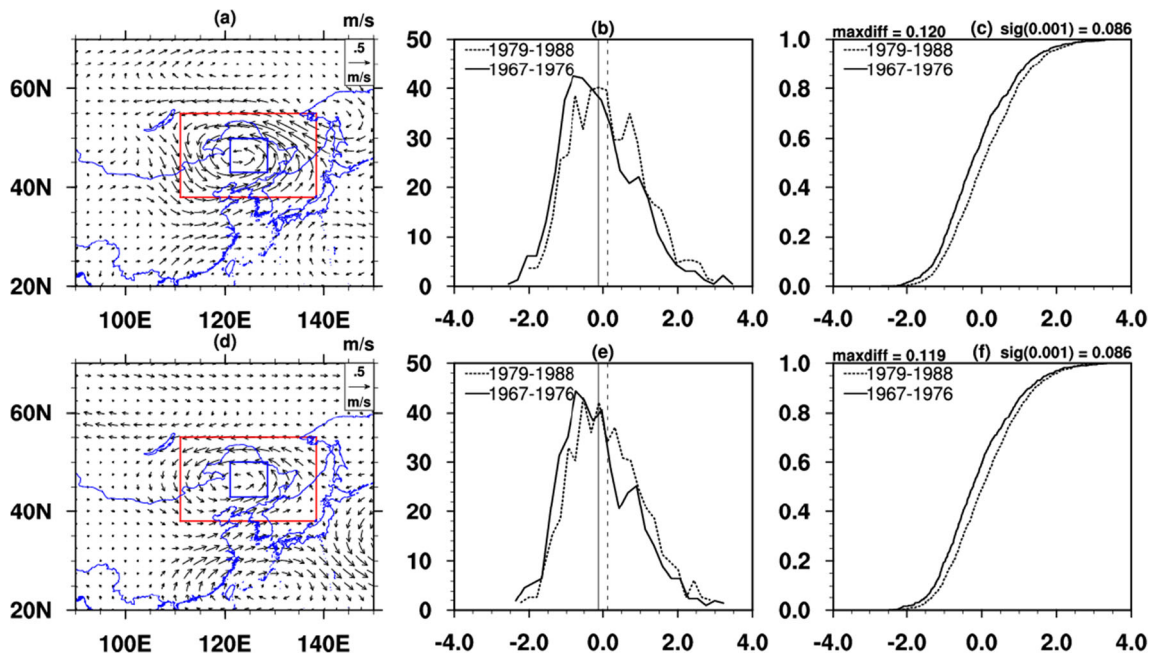 (a) m/s
.5
m/s
60N
40N
20N
100E 120E 140E
(b)
1979-1988
1967-1976
50
40
30
20
10
0
-4.0 -2.0 0.0 2.0 4.0
maxdiff = 0.120 (c) sig(0.001) = 0.086
1979-1988
1967-1976
1.0
0.8
0.6
0.4
0.2
0.0
-4.0 -2.0 0.0 2.0 4.0
(d) m/s
.5
m/s
60N
40N
20N
100E 120E 140E
(e)
1979-1988
1967-1976
50
40
30
20
10
0
-4.0 -2.0 0.0 2.0 4.0
maxdiff = 0.119 (f) sig(0.001) = 0.086
1979-1988
1967-1976
1.0
0.8
0.6
0.4
0.2
0.0
-4.0 -2.0 0.0 2.0 4.0